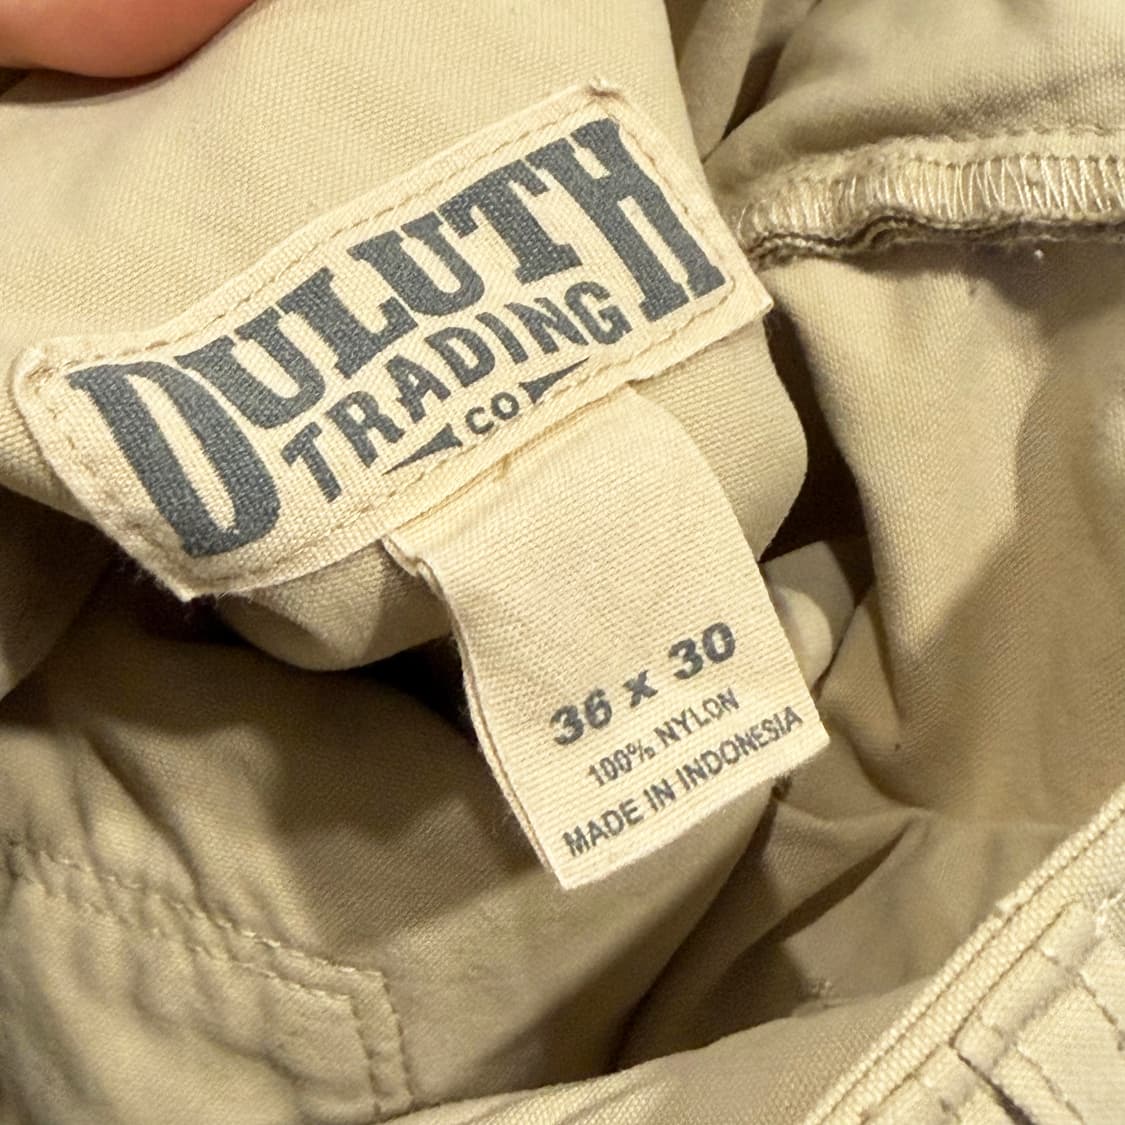 DULUTH
TRADING
CO
36 x 30
100% NYLON
MADE IN INDONESIA